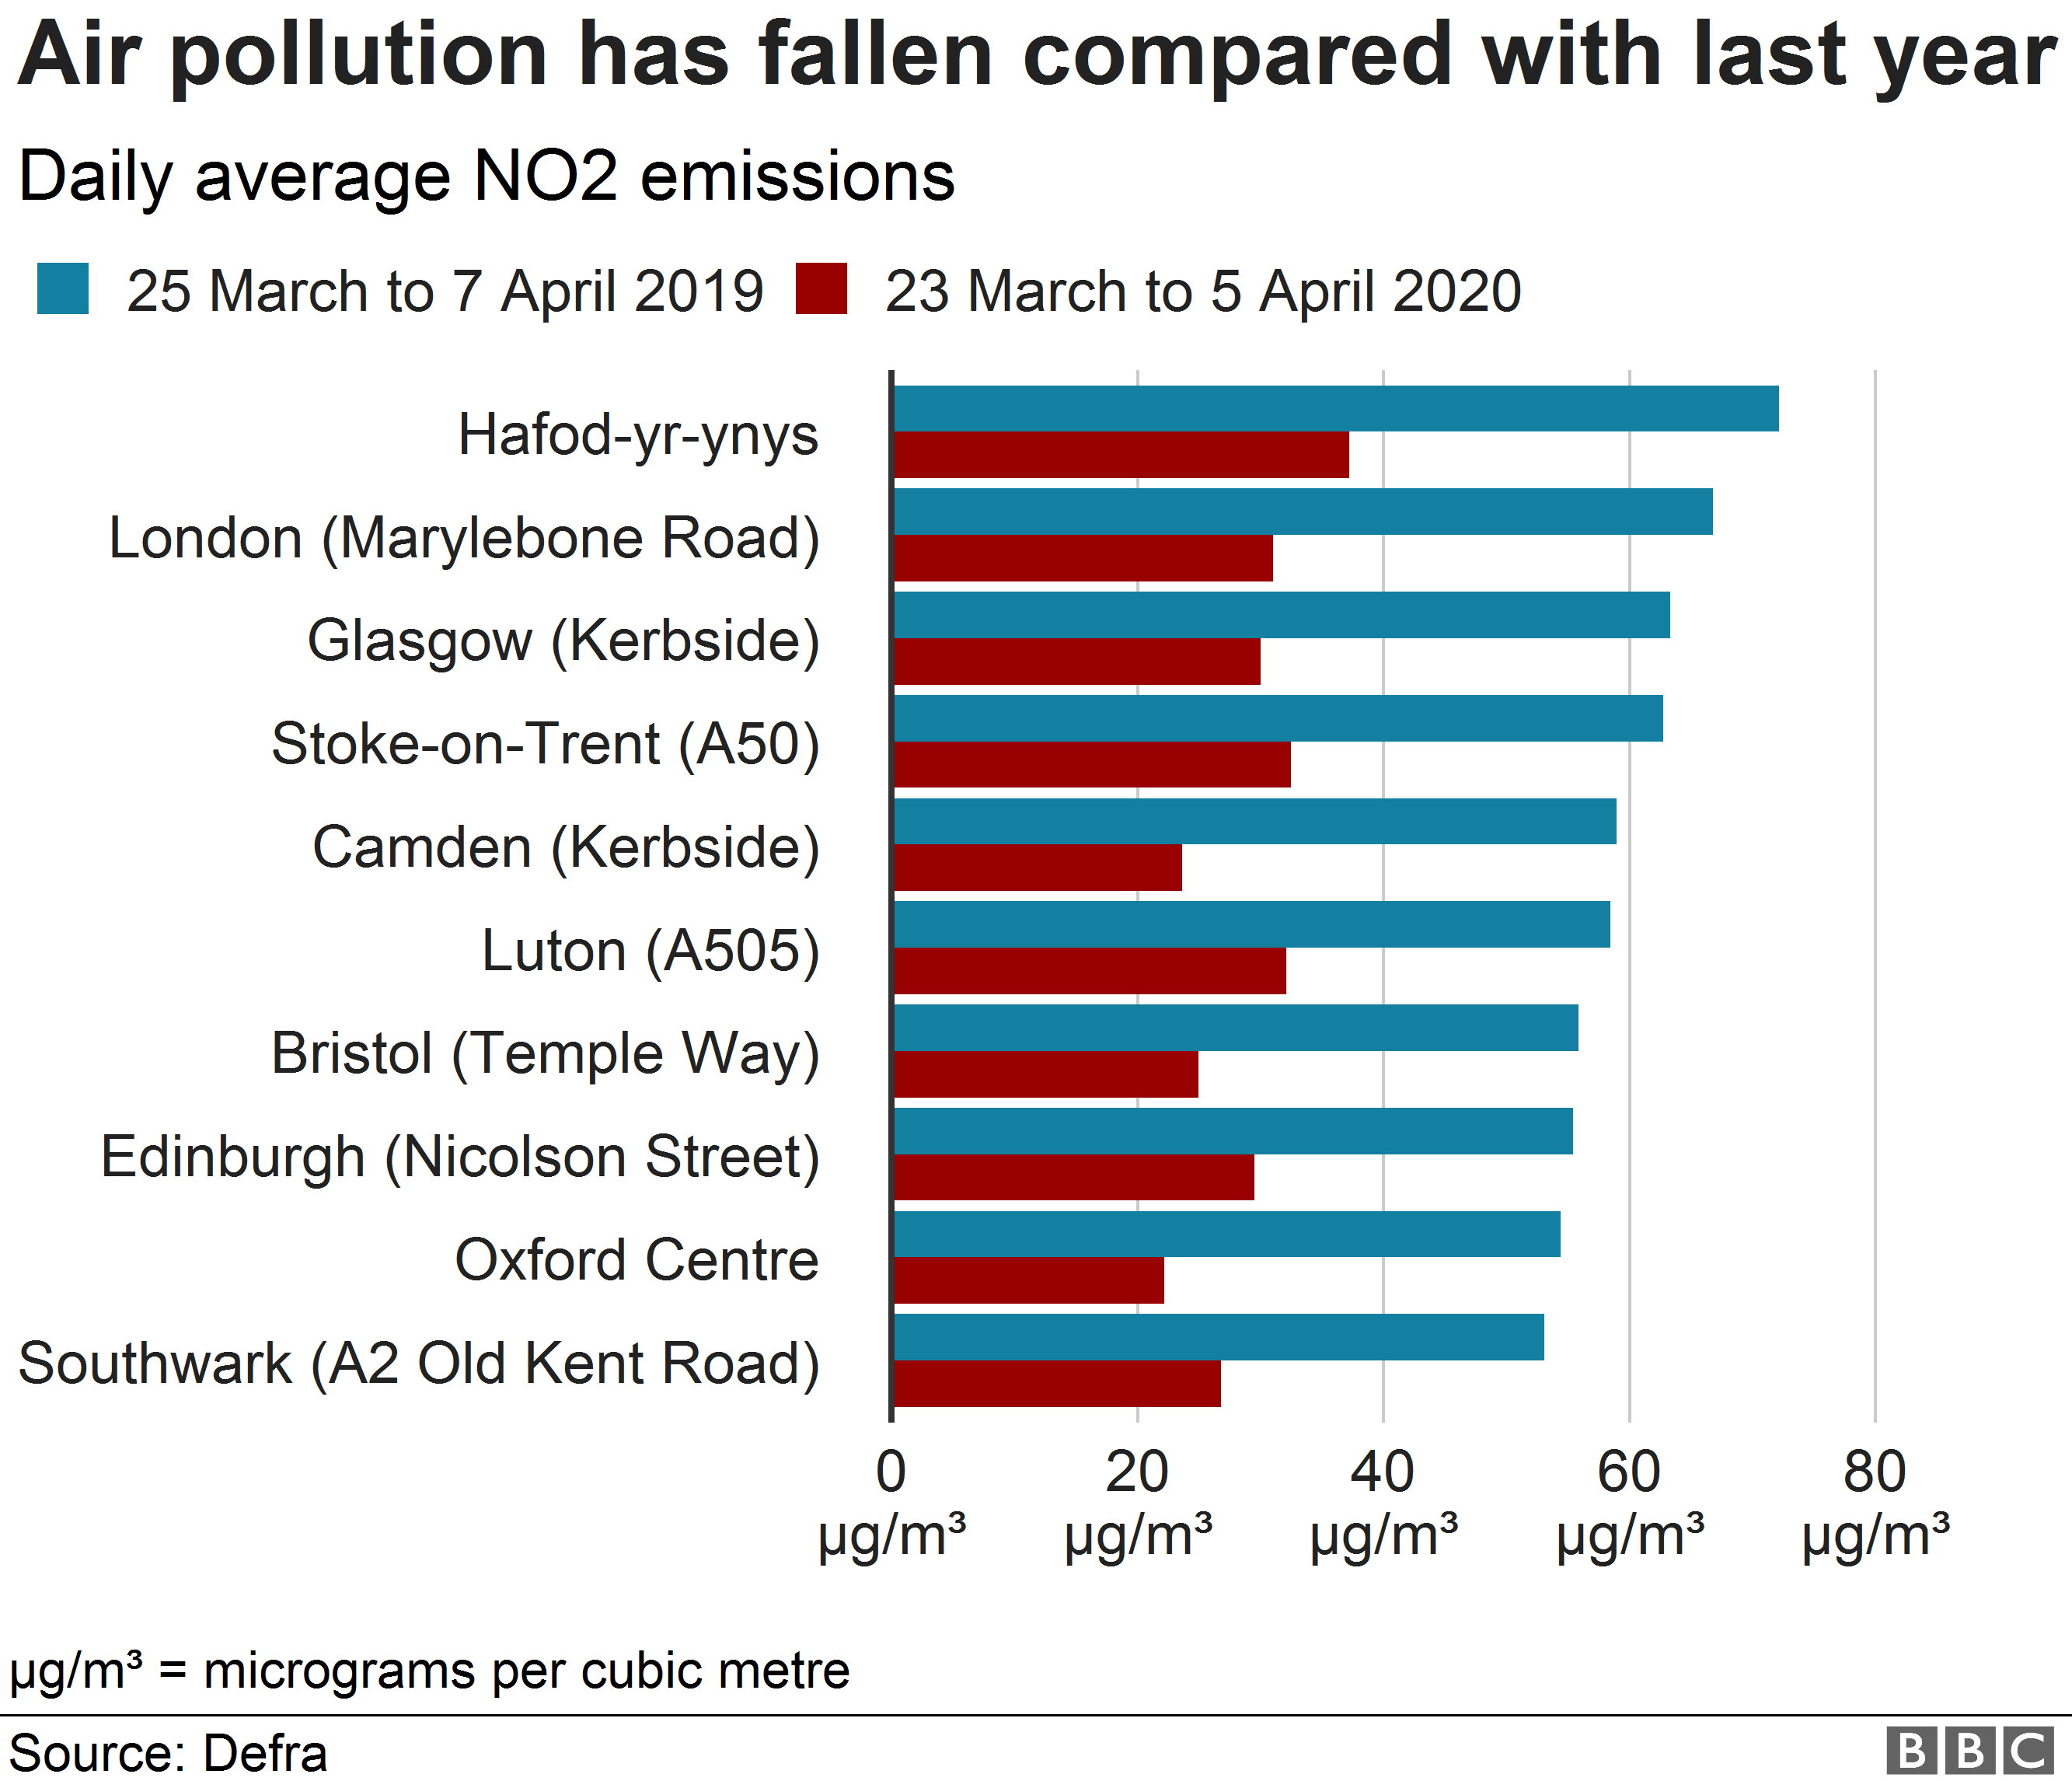 Air pollution has fallen compared with last year
Daily average NO2 emissions
25 March to 7 April 2019 23 March to 5 April 2020
Hafod-yr-ynys
London (Marylebone Road)
Glasgow (Kerbside)
Stoke-on-Trent (A50)
Camden (Kerbside)
Luton (A505)
Bristol (Temple Way)
Edinburgh (Nicolson Street)
Oxford Centre
Southwark (A2 Old Kent Road)
0 20 40 60 80
µg/m³ µg/m³ µg/m³ µg/m³ µg/m³
µg/m³ = micrograms per cubic metre
Source: Defra
BBC